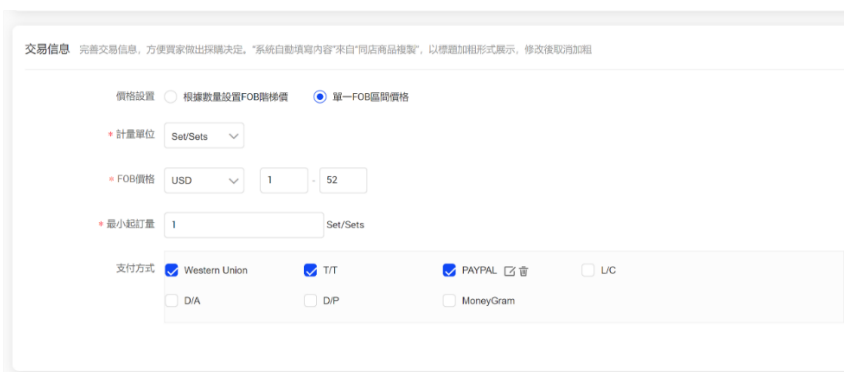 交易信息 完善交易信息，方便買家做出採購决定。"系統自動填寫内容"來自"同店商品複製"，以標題加粗形式展示，修改後取消加粗
價格設置 根據數量設置FOB階梯價 單一FOB區間價格
* 計量單位 Set/Sets
* FOB價格 USD 1 - 52
* 最小起訂量 1 Set/Sets
支付方式 Western Union T/T PAYPAL L/C
D/A D/P MoneyGram